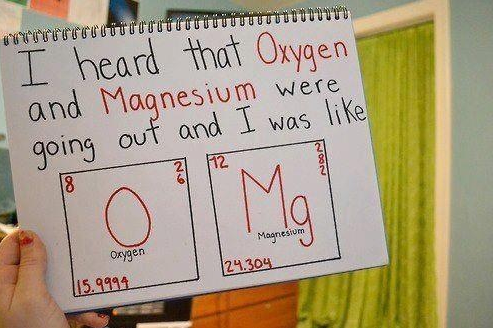 I heard that Oxygen
and Magnesium were
going out and I was like
8
2
6
O
Oxygen
15.9994
12
2
8
2
Mg
Magnesium
24.304